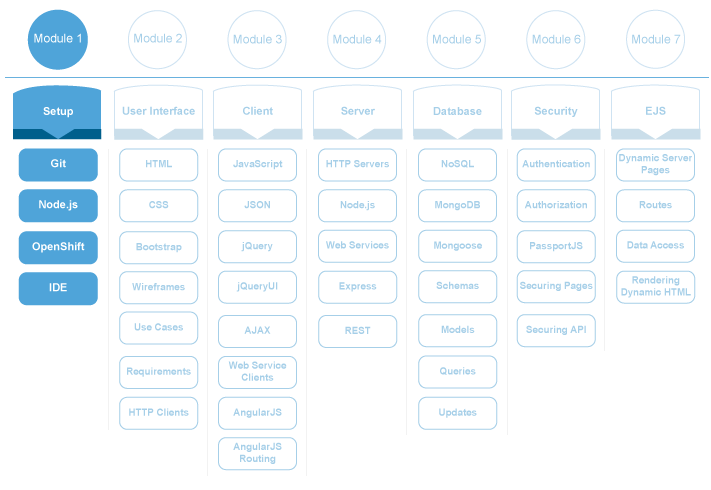 Module 1
Module 2
Module 3
Module 4
Module 5
Module 6
Module 7
Setup
User Interface
Client
Server
Database
Security
EJS
Git
Node.js
OpenShift
IDE
HTML
CSS
Bootstrap
Wireframes
Use Cases
Requirements
HTTP Clients
JavaScript
JSON
jQuery
jQueryUI
AJAX
Web Service
Clients
AngularJS
AngularJS
Routing
HTTP Servers
Node.js
Web Services
Express
REST
NoSQL
MongoDB
Mongoose
Schemas
Models
Queries
Updates
Authentication
Authorization
PassportJS
Securing Pages
Securing API
Dynamic Server
Pages
Routes
Data Access
Rendering
Dynamic HTML